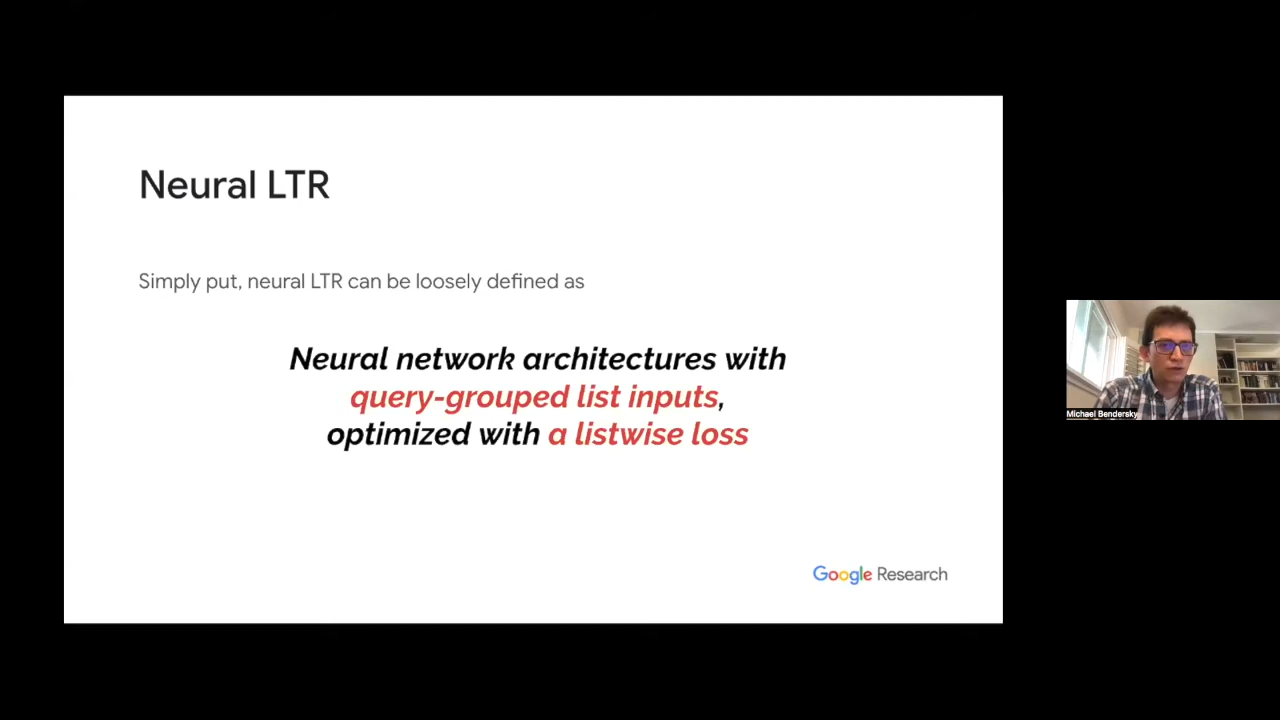 Neural LTR
Simply put, neural LTR can be loosely defined as
Neural network architectures with
query-grouped list inputs,
optimized with a listwise loss
Google Research
Michael Bendersky